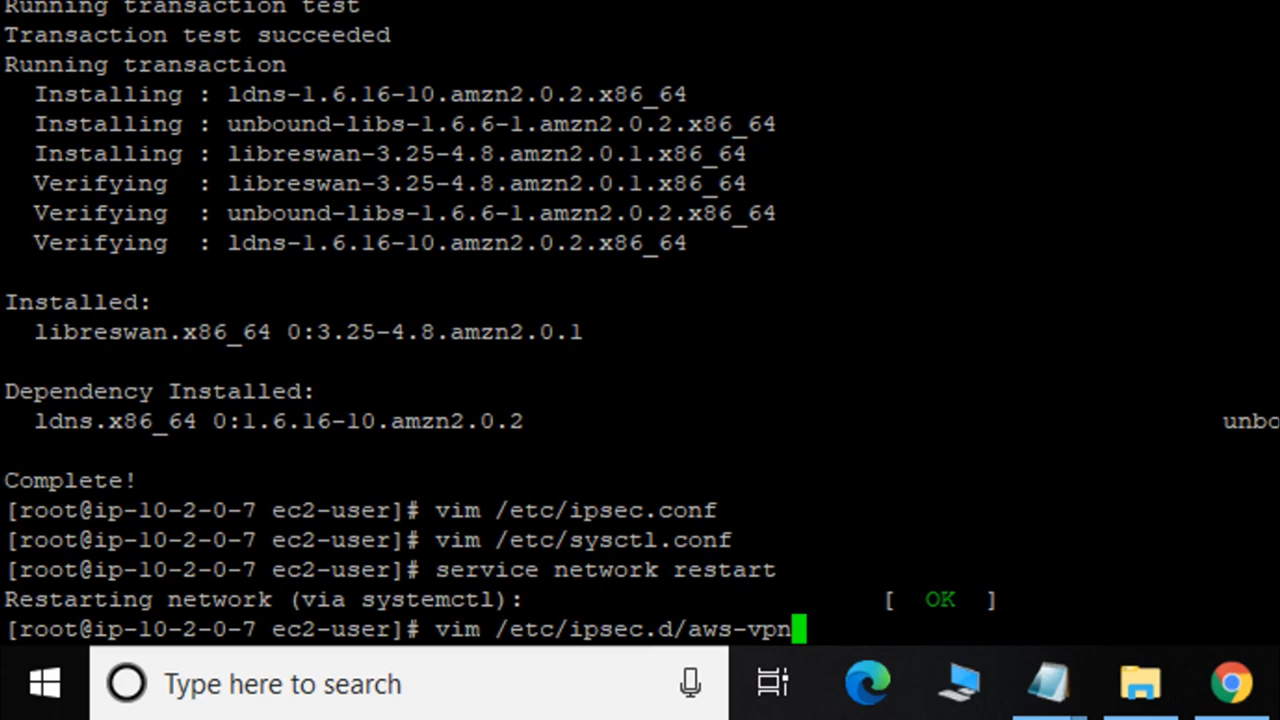 Running transaction test
Transaction test succeeded
Running transaction
Installing : ldns-1.6.16-10.amzn2.0.2.x86_64
Installing : unbound-libs-1.6.6-1.amzn2.0.2.x86_64
Installing : libreswan-3.25-4.8.amzn2.0.1.x86_64
Verifying : libreswan-3.25-4.8.amzn2.0.1.x86_64
Verifying : unbound-libs-1.6.6-1.amzn2.0.2.x86_64
Verifying : ldns-1.6.16-10.amzn2.0.2.x86_64
Installed:
libreswan.x86_64 0:3.25-4.8.amzn2.0.1
Dependency Installed:
ldns.x86_64 0:1.6.16-10.amzn2.0.2 unbo
Complete!
[root@ip-10-2-0-7 ec2-user]# vim /etc/ipsec.conf
[root@ip-10-2-0-7 ec2-user]# vim /etc/sysctl.conf
[root@ip-10-2-0-7 ec2-user]# service network restart
Restarting network (via systemctl): [ OK ]
[root@ip-10-2-0-7 ec2-user]# vim /etc/ipsec.d/aws-vpn
Type here to search